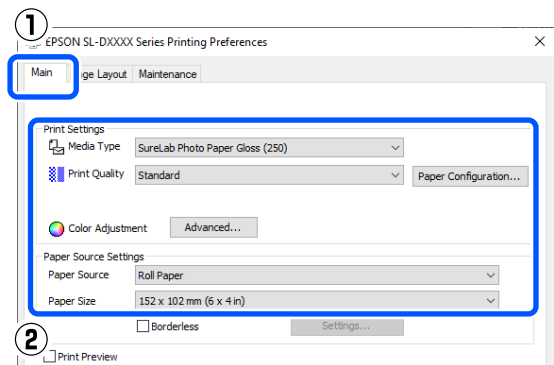 1
EPSON SL-DXXXX Series Printing Preferences
Main age Layout Maintenance
Print Settings
Media Type SureLab Photo Paper Gloss (250)
Print Quality Standard Paper Configuration...
Color Adjustment Advanced...
Paper Source Settings
Paper Source Roll Paper
Paper Size 152 x 102 mm (6 x 4 in)
Borderless Settings...
2
Print Preview